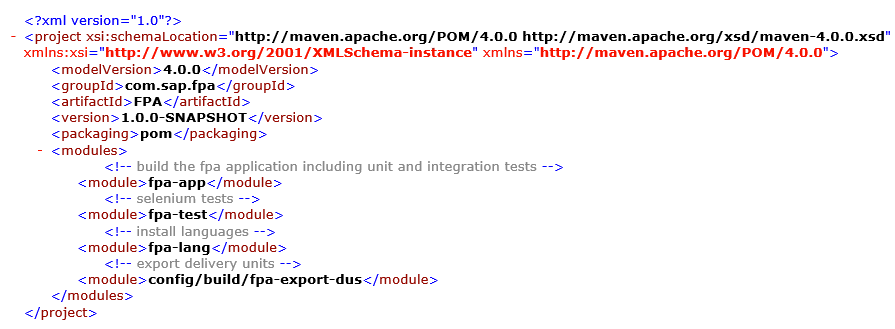 <?xml version="1.0"?>
- <project xsi:schemaLocation="http://maven.apache.org/POM/4.0.0 http://maven.apache.org/xsd/maven-4.0.0.xsd"
xmlns:xsi="http://www.w3.org/2001/XMLSchema-instance" xmlns="http://maven.apache.org/POM/4.0.0">
<modelVersion>4.0.0</modelVersion>
<groupId>com.sap.fpa</groupId>
<artifactId>FPA</artifactId>
<version>1.0.0-SNAPSHOT</version>
<packaging>pom</packaging>
- <modules>
<!-- build the fpa application including unit and integration tests -->
<module>fpa-app</module>
<!-- selenium tests -->
<module>fpa-test</module>
<!-- install languages -->
<module>fpa-lang</module>
<!-- export delivery units -->
<module>config/build/fpa-export-dus</module>
</modules>
</project>